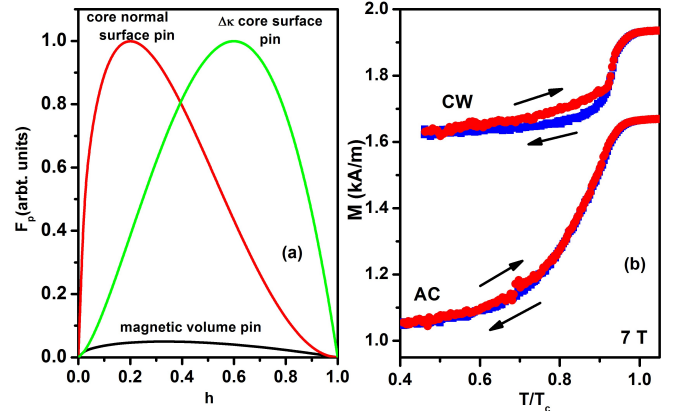 core normal
surface pin
Δκ core surface
pin
1.0
0.8
0.6
0.4
0.2
0.0
F_p(arbt. units)
(a)
magnetic volume pin
0.0 0.2 0.4 0.6 0.8 1.0
h
2.0
1.8
1.6
1.4
1.2
1.0
M (kA/m)
CW
AC
(b)
7 T
0.4 0.6 0.8 1.0
T/T_c